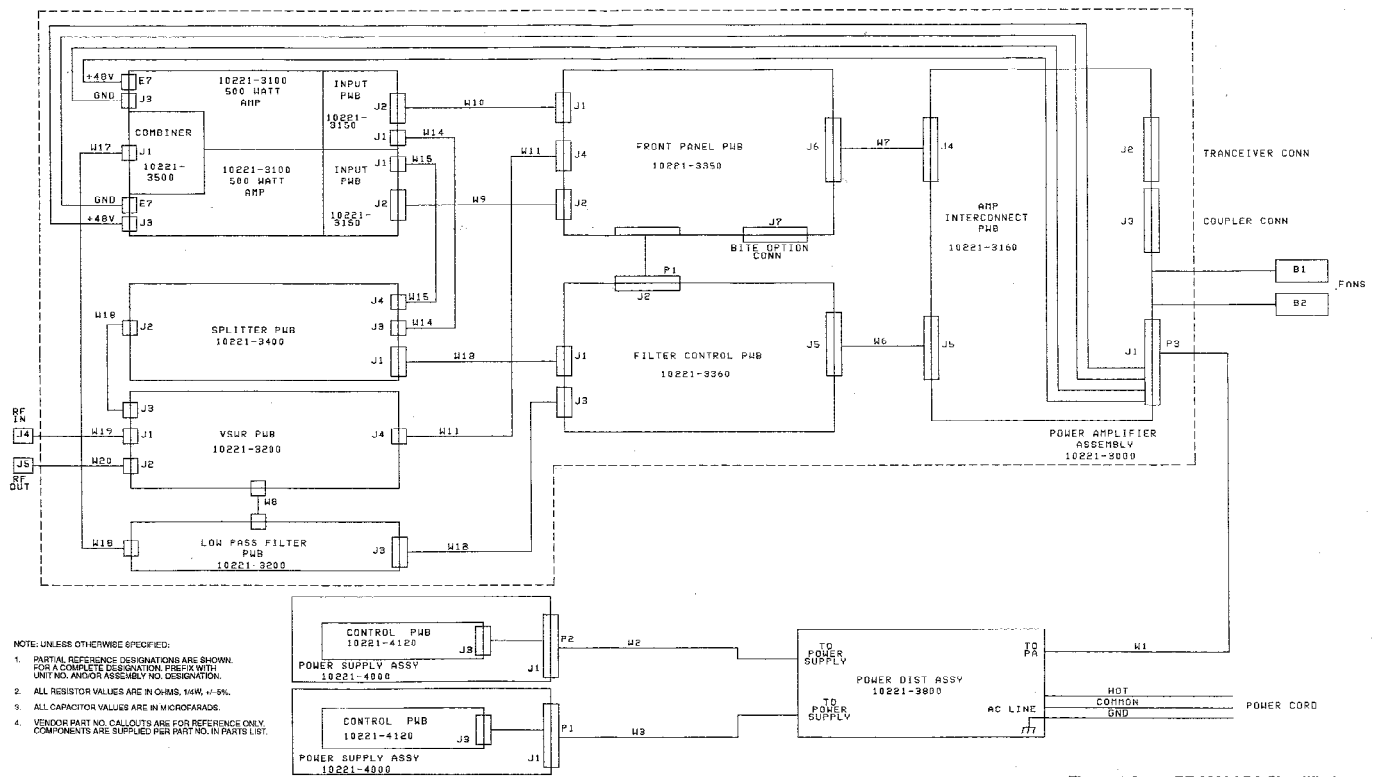 +48V
E7
GND
J3
10221-3100
500 WATT
AMP
INPUT
PWB
10221-
3150
J2
J1
W10
W14
COMBINER
W17
J1
10221-
3500
10221-3100
500 WATT
AMP
J1
W15
INPUT
PWB
10221-
3150
J2
W9
GND
E7
+48V
J3
J1
J4
W11
J2
FRONT PANEL PWB
10221-3350
J6
W7
J7
BITE OPTION
CONN
P1
J2
J4
AMP
INTERCONNECT
PWB
10221-3160
J2
TRANCEIVER CONN
J3
COUPLER CONN
B1
B2
FANS
J1
P3
J5
W18
J2
SPLITTER PWB
10221-3400
J4
W15
J3
W14
J1
W13
J1
J3
FILTER CONTROL PWB
10221-3360
J5
W6
RF
IN
J4
W19
J5
W20
RF
OUT
J3
J1
J2
VSWR PWB
10221-3200
J4
W11
W8
W18
LOW PASS FILTER
PWB
10221-3200
J3
W12
POWER AMPLIFIER
ASSEMBLY
10221-3000
CONTROL PWB
10221-4120
J3
POWER SUPPLY ASSY
10221-4000
J1
P2
W2
CONTROL PWB
10221-4120
J3
POWER SUPPLY ASSY
10221-4000
J1
P1
W3
TO
POWER
SUPPLY
TO
POWER
SUPPLY
POWER DIST ASSY
10221-3800
TO
PA
W1
AC LINE
HOT
COMMON
GND
POWER CORD
NOTE: UNLESS OTHERWISE SPECIFIED:
1. PARTIAL REFERENCE DESIGNATIONS ARE SHOWN.
FOR A COMPLETE DESIGNATION, PREFIX WITH
UNIT NO. AND/OR ASSEMBLY NO. DESIGNATION.
2. ALL RESISTOR VALUES ARE IN OHMS, 1/4W, +/-5%.
3. ALL CAPACITOR VALUES ARE IN MICROFARADS.
4. VENDOR PART NO. CALLOUTS ARE FOR REFERENCE ONLY.
COMPONENTS ARE SUPPLIED PER PART NO. IN PARTS LIST.